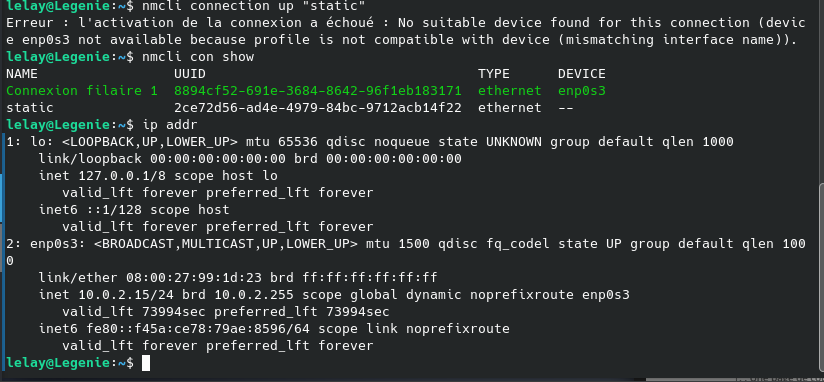 lelay@Legenie:~$ nmcli connection up "static"
Erreur : l'activation de la connexion a échoué : No suitable device found for this connection (devic
e enp0s3 not available because profile is not compatible with device (mismatching interface name)).
lelay@Legenie:~$ nmcli con show
NAME                 UUID                                  TYPE      DEVICE
Connexion filaire 1  8894cf52-691e-3684-8642-96f1eb183171  ethernet  enp0s3
static               2ce72d56-ad4e-4979-84bc-9712acb14f22  ethernet  --
lelay@Legenie:~$ ip addr
1: lo: <LOOPBACK,UP,LOWER_UP> mtu 65536 qdisc noqueue state UNKNOWN group default qlen 1000
    link/loopback 00:00:00:00:00:00 brd 00:00:00:00:00:00
    inet 127.0.0.1/8 scope host lo
       valid_lft forever preferred_lft forever
    inet6 ::1/128 scope host
       valid_lft forever preferred_lft forever
2: enp0s3: <BROADCAST,MULTICAST,UP,LOWER_UP> mtu 1500 qdisc fq_codel state UP group default qlen 100
0
    link/ether 08:00:27:99:1d:23 brd ff:ff:ff:ff:ff:ff
    inet 10.0.2.15/24 brd 10.0.2.255 scope global dynamic noprefixroute enp0s3
       valid_lft 73994sec preferred_lft 73994sec
    inet6 fe80::f45a:ce78:79ae:8596/64 scope link noprefixroute
       valid_lft forever preferred_lft forever
lelay@Legenie:~$